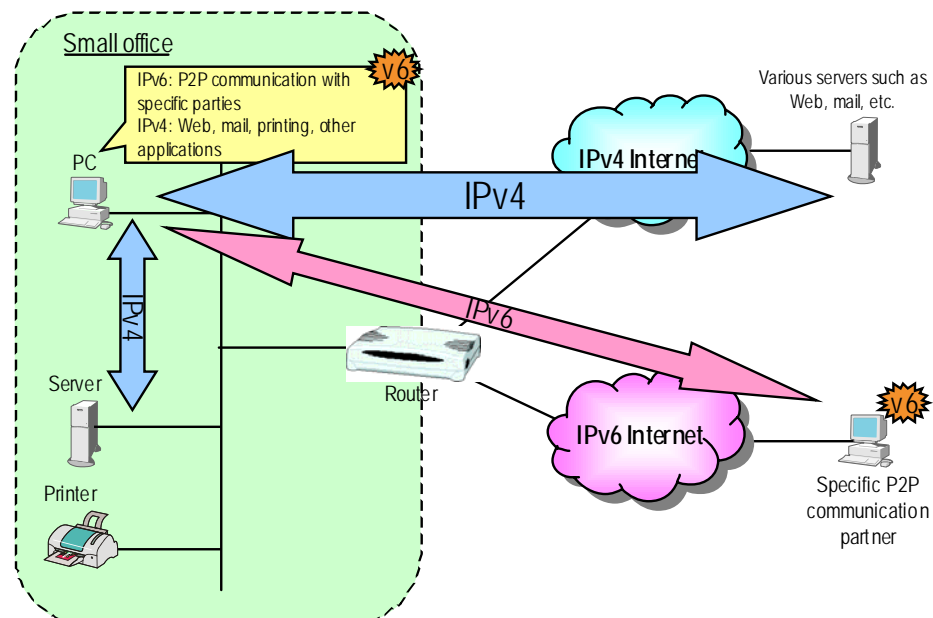 Small office
v6
IPv6: P2P communication with
specific parties
IPv4: Web, mail, printing, other
applications
PC
Various servers such as
Web, mail, etc.
IPv4 Internet
IPv4
IPv6
IPv4
Server
Router
IPv6 Internet
v6
Printer
Specific P2P
communication
partner